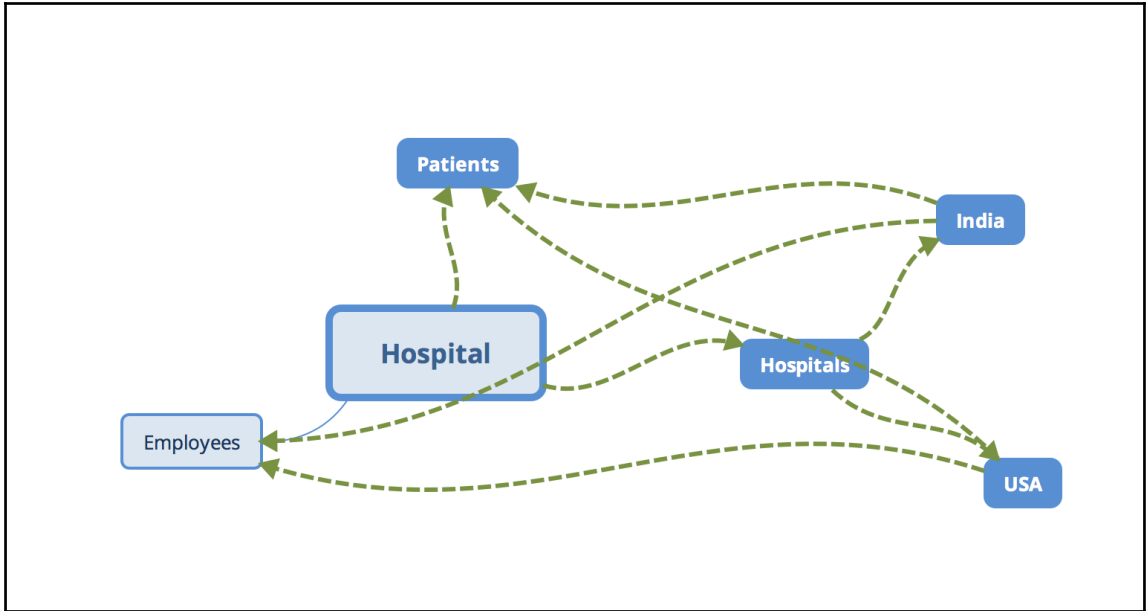 Patients
India
Hospital
Hospitals
Employees
USA